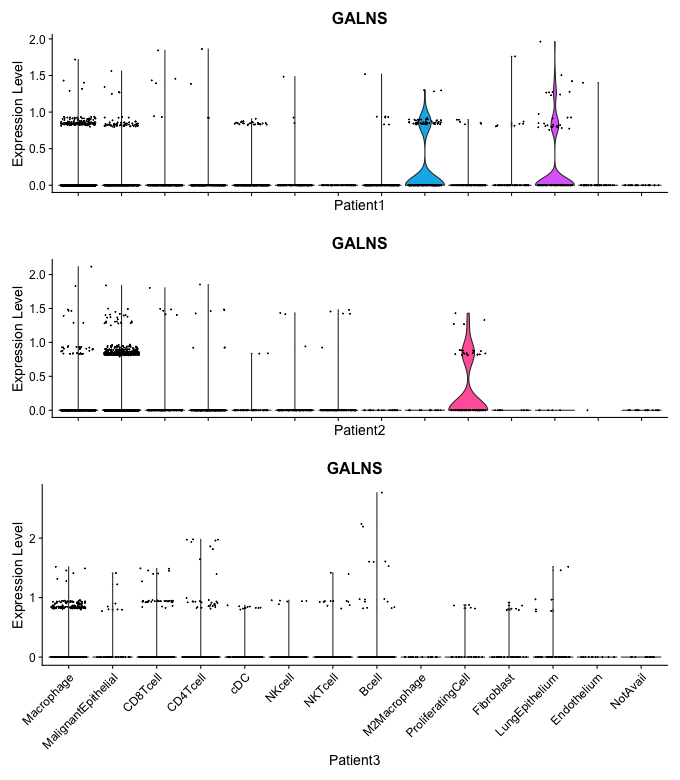 GALNS
2.0
1.5
1.0
0.5
0.0
Expression Level
Patient1
GALNS
2.0
1.5
1.0
0.5
0.0
Expression Level
Patient2
GALNS
2
1
0
Expression Level
Macrophage
MalignantEpithelial
CD8Tcell
CD4Tcell
cDC
NKcell
NKTcell
Bcell
M2Macrophage
ProliferatingCell
Fibroblast
LungEpithelium
Endothelium
NotAvail
Patient3